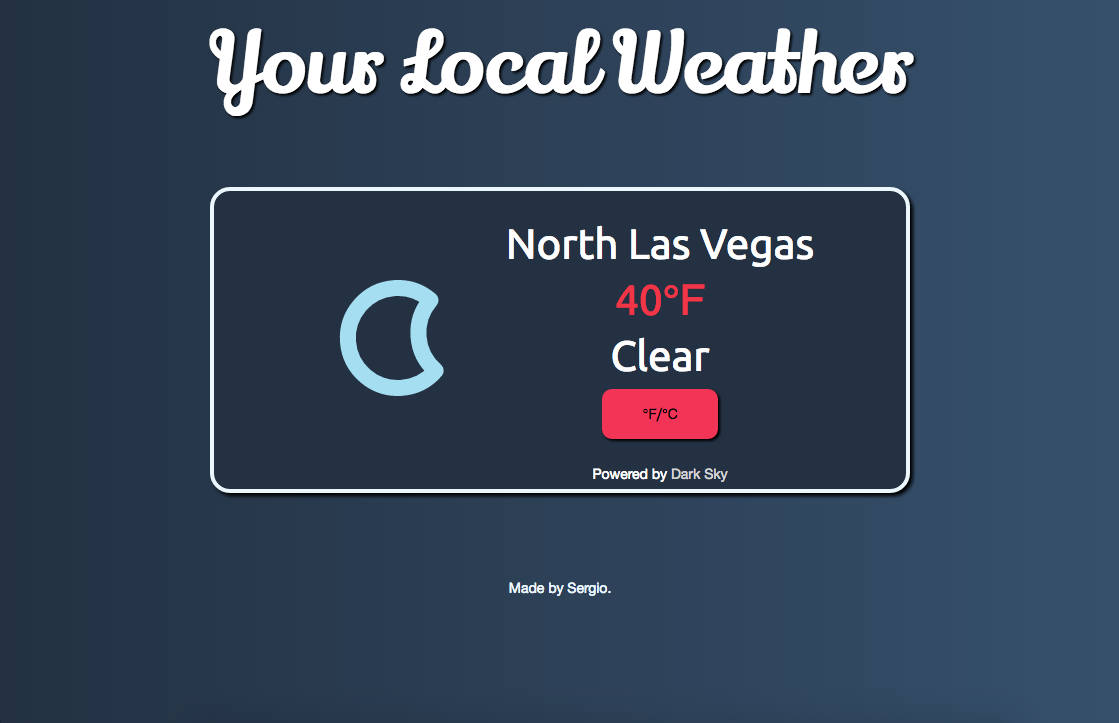 Your Local Weather
North Las Vegas
40°F
Clear
°F/°C
Powered by Dark Sky
Made by Sergio.